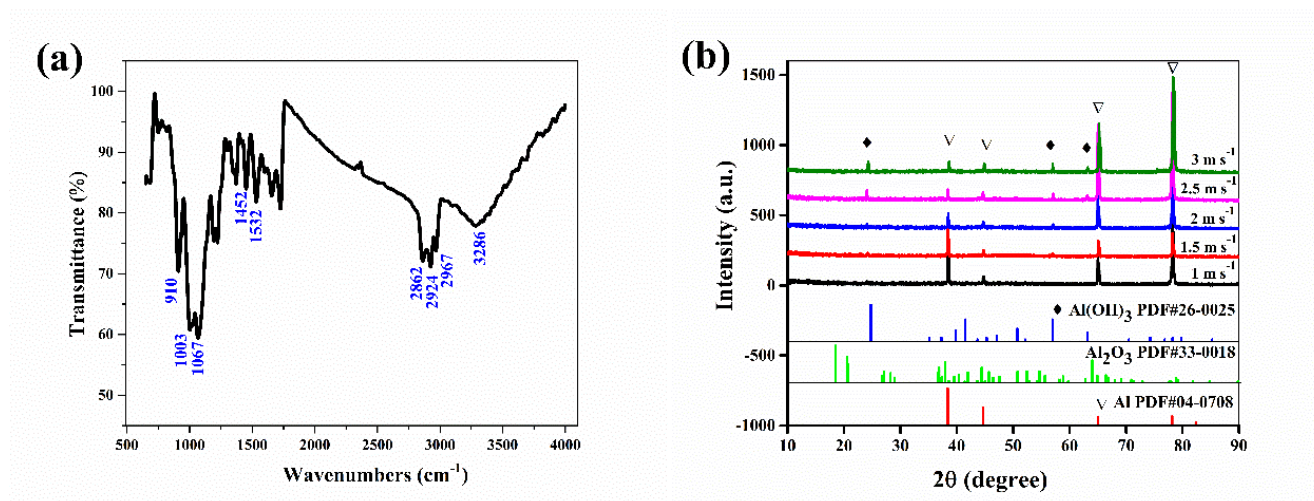 (a)
100
90
80
70
60
50
Transmittance (%)
910
1003
1067
1452
1532
2862
2924
2967
3286
500
1000
1500
2000
2500
3000
3500
4000
Wavenumbers (cm⁻¹)
(b)
1500
1000
500
0
-500
-1000
Intensity (a.u.)
3 m s⁻¹
2.5 m s⁻¹
2 m s⁻¹
1.5 m s⁻¹
1 m s⁻¹
♦ Al(OH)₃ PDF#26-0025
Al₂O₃ PDF#33-0018
▽ Al PDF#04-0708
10
20
30
40
50
60
70
80
90
2θ (degree)